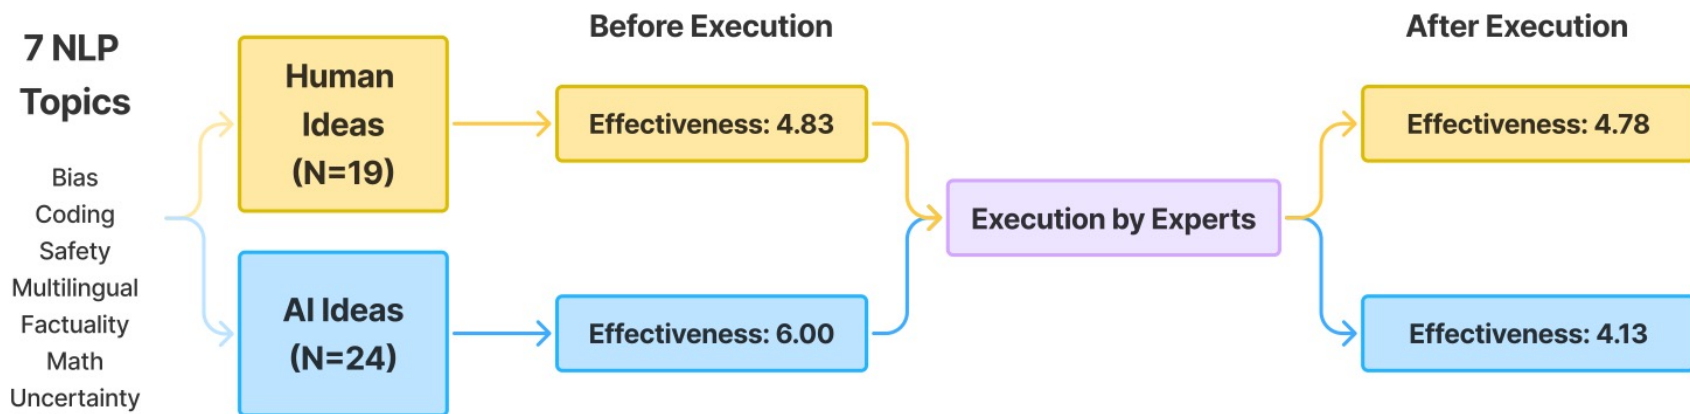 7 NLP
Topics
Bias
Coding
Safety
Multilingual
Factuality
Math
Uncertainty
Human
Ideas
(N=19)
AI Ideas
(N=24)
Before Execution
Effectiveness: 4.83
Effectiveness: 6.00
Execution by Experts
After Execution
Effectiveness: 4.78
Effectiveness: 4.13